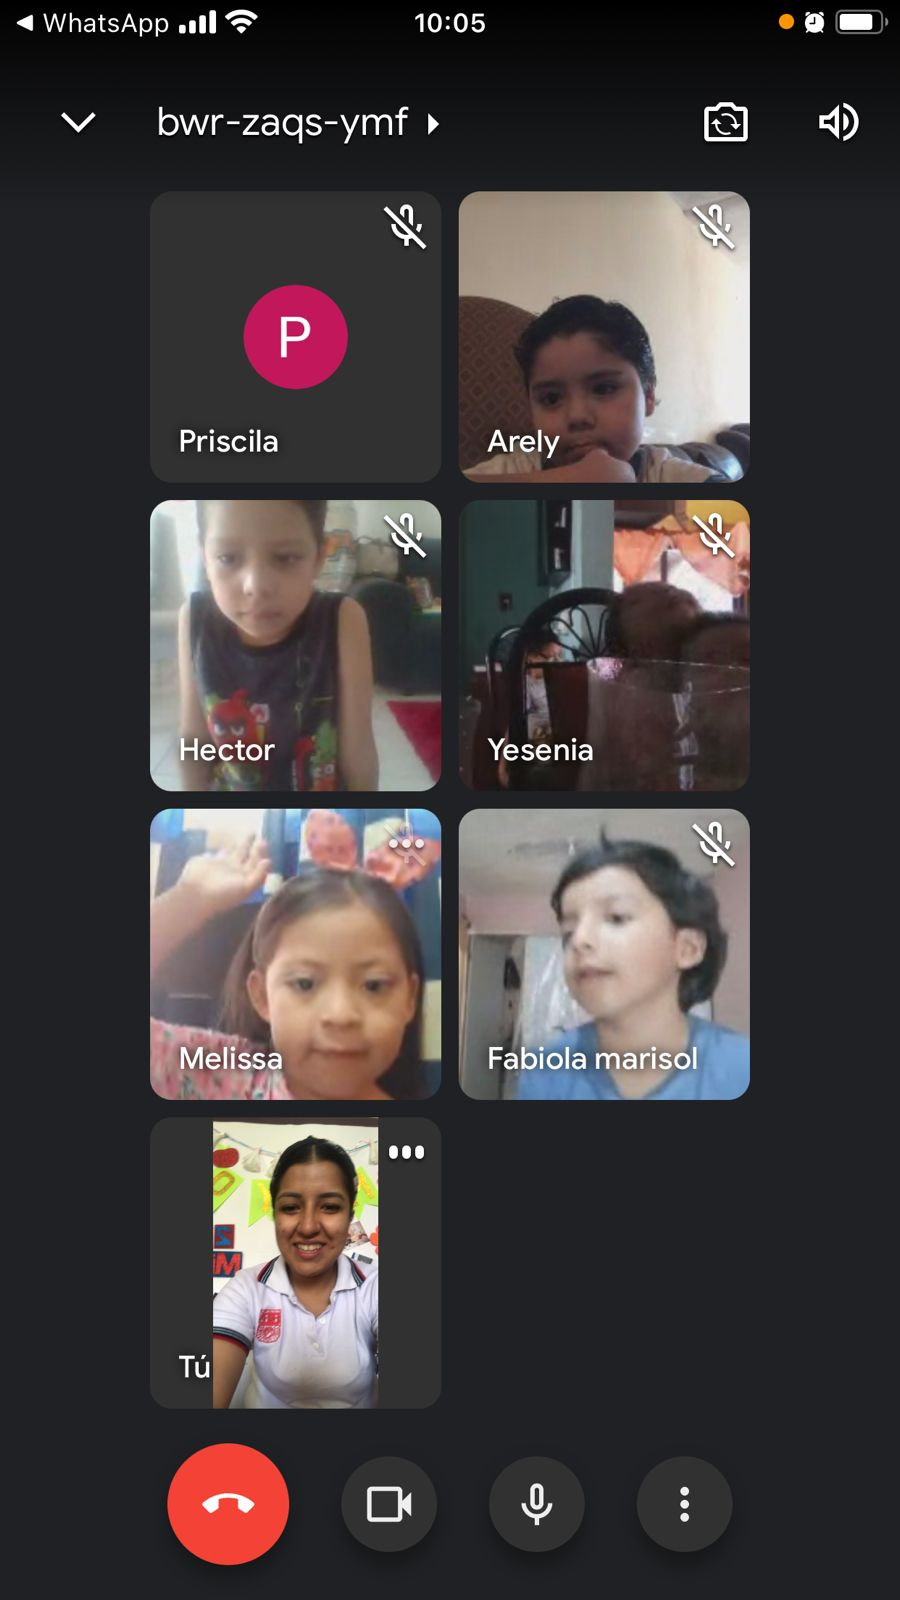 WhatsApp
10:05
bwr-zaqs-ymf
P
Priscila
Arely
Hector
Yesenia
Melissa
Fabiola marisol
Tú